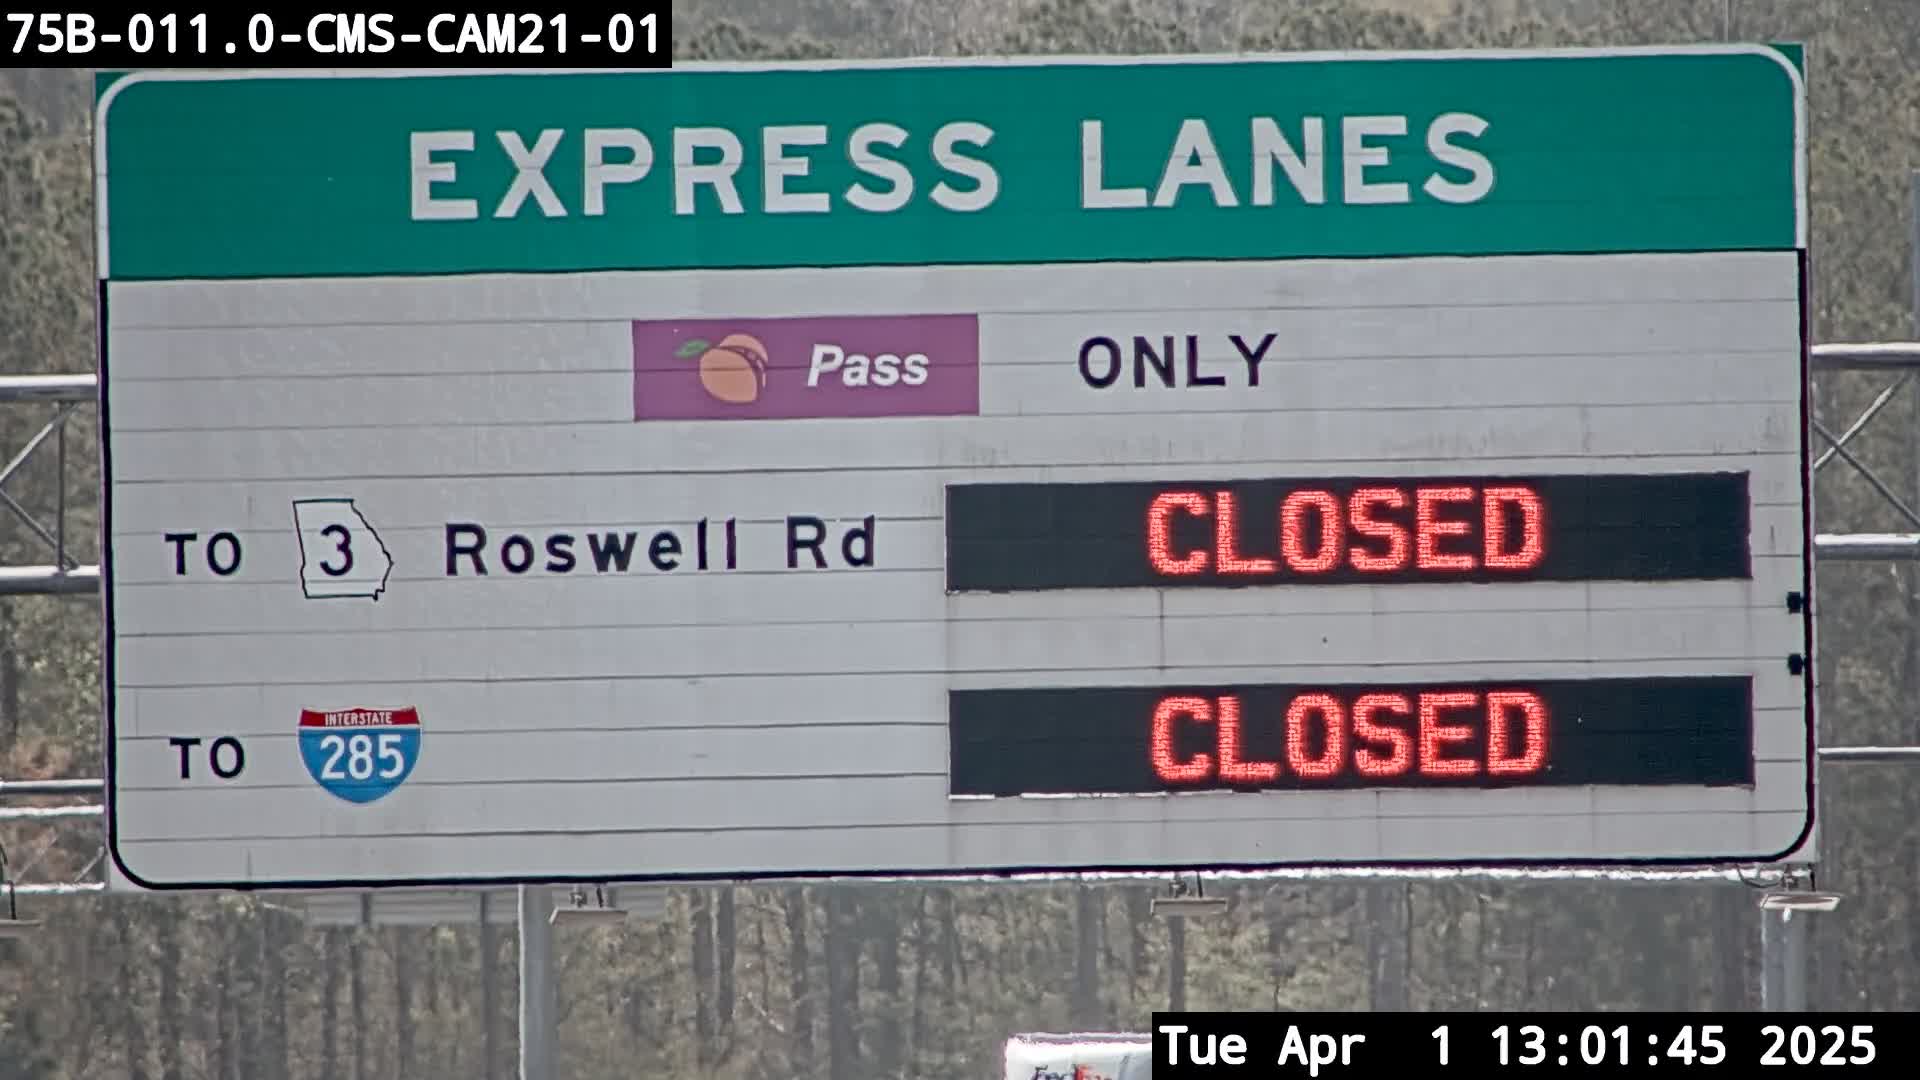 75B-011.0-CMS-CAM21-01
EXPRESS LANES
Pass ONLY
TO 3 Roswell Rd CLOSED
INTERSTATE
TO 285 CLOSED
FedEx
Tue Apr 1 13:01:45 2025